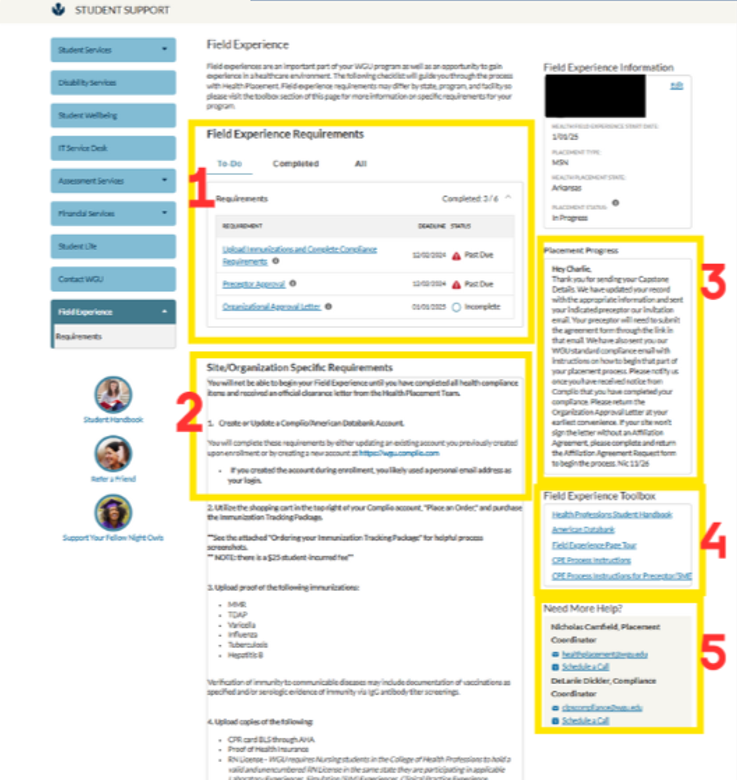 STUDENT SUPPORT
Student Services
Disability Services
Student Wellbeing
IT Service Desk
Assessment Services
Financial Services
Student Life
Contact WGU
Field Experience
Requirements
Student Handbook
Refer a Friend
Support Your Fellow Night Owls
Field Experience
Field experiences are an important part of your WGU program as well as an opportunity to gain
experience in a healthcare environment. The following checklist will guide you through the process
with Health Placement. Field experience requirements may differ by state, program, and facility so
please visit the toolbox section of this page for more information on specific requirements for your
program.
1
Field Experience Requirements
To-Do Completed All
Requirements Completed: 3/6
REQUIREMENT DEADLINE STATUS
Upload Immunizations and Complete Compliance
Requirements 12/02/2024 Past Due
Preceptor Approval 12/02/2024 Past Due
Organizational Approval Letter 01/01/2025 Incomplete
2
Site/Organization Specific Requirements
You will not be able to begin your Field Experience until you have completed all health compliance
items and received an official clearance letter from the Health Placement Team.
1. Create or Update a Complio/American Databank Account.
You will complete these requirements by either updating an existing account you previously created
upon enrollment or by creating a new account at https://wgu.complio.com
• If you created the account during enrollment, you likely used a personal email address as
your login.
2. Utilize the shopping cart in the top right of your Complio account, "Place an Order," and purchase
the Immunization Tracking Package.
**See the attached "Ordering your Immunization Tracking Package" for helpful process
screenshots.
** NOTE: there is a $25 student-incurred fee**
3. Upload proof of the following immunizations:
• MMR
• TDAP
• Varicella
• Influenza
• Tuberculosis
• Hepatitis B
Verification of immunity to communicable diseases may include documentation of vaccinations as
specified and/or serologic evidence of immunity via IgG antibody titer screenings.
4. Upload copies of the following:
• CPR card BLS through AHA
• Proof of Health Insurance
• RN License - WGU requires Nursing students in the College of Health Professions to hold a
valid and unencumbered RN License in the same state they are participating in applicable
Laboratory Experiences, Simulation (SIM) Experiences, Clinical Practice Experience
Field Experience Information
Edit
HEALTH FIELD EXPERIENCE START DATE:
1/01/25
PLACEMENT TYPE:
MSN
HEALTH PLACEMENT STATE:
Arkansas
PLACEMENT STATUS:
In Progress
3
Placement Progress
Hey Charlie,
Thank you for sending your Capstone
Details. We have updated your record
with the appropriate information and sent
your indicated preceptor our invitation
email. Your preceptor will need to submit
the agreement form through the link in
that email. We have also sent you our
WGU standard compliance email with
instructions on how to begin that part of
your placement process. Please notify us
once you have received notice from
Complio that you have completed your
compliance. Please return the
Organization Approval Letter at your
earliest convenience. If your site won't
sign the letter without an Affiliation
Agreement, please complete and return
the Affiliation Agreement Request form
to begin the process. Nic 11/26
4
Field Experience Toolbox
Health Professions Student Handbook
American Databank
Field Experience Page Tour
CPE Process Instructions
CPE Process Instructions for Preceptor/SME
5
Need More Help?
Nicholas Camfield, Placement
Coordinator
healthplacement@wgu.edu
Schedule a Call
DeLanie Dickler, Compliance
Coordinator
cpecompliance@wgu.edu
Schedule a Call